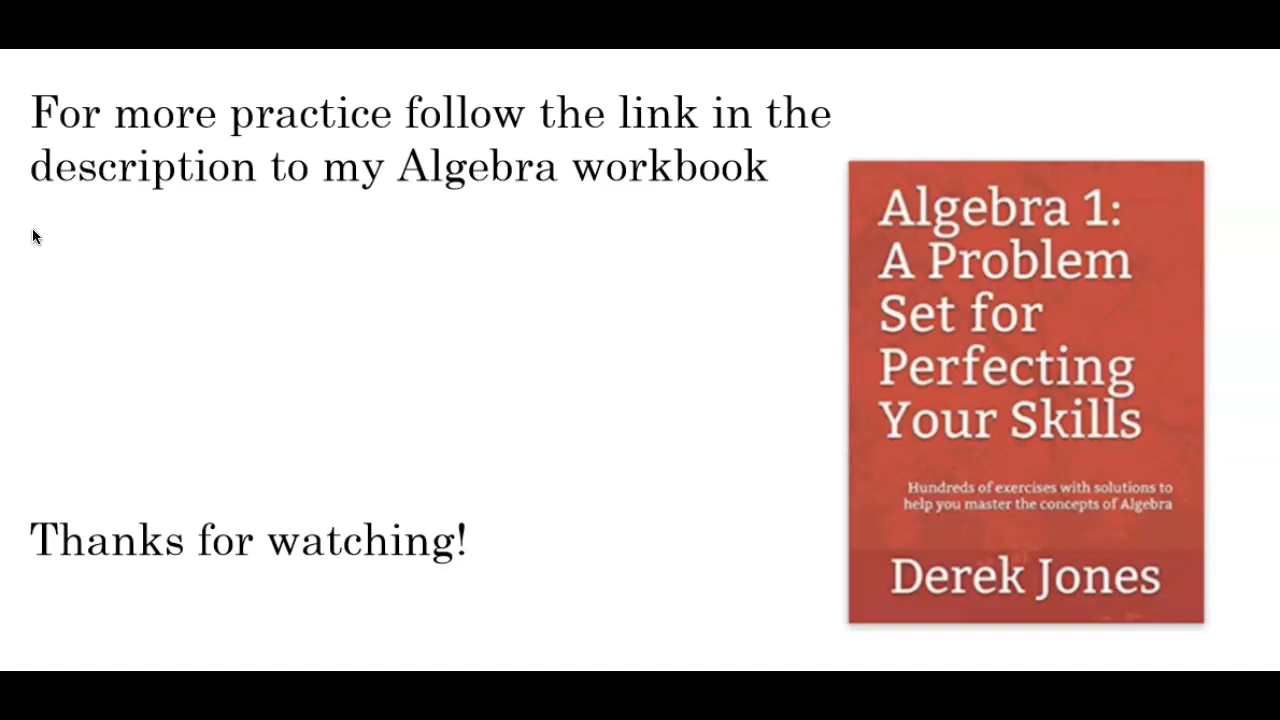 For more practice follow the link in the
description to my Algebra workbook
Algebra 1:
A Problem
Set for
Perfecting
Your Skills
Hundreds of exercises with solutions to
help you master the concepts of Algebra
Derek Jones
Thanks for watching!